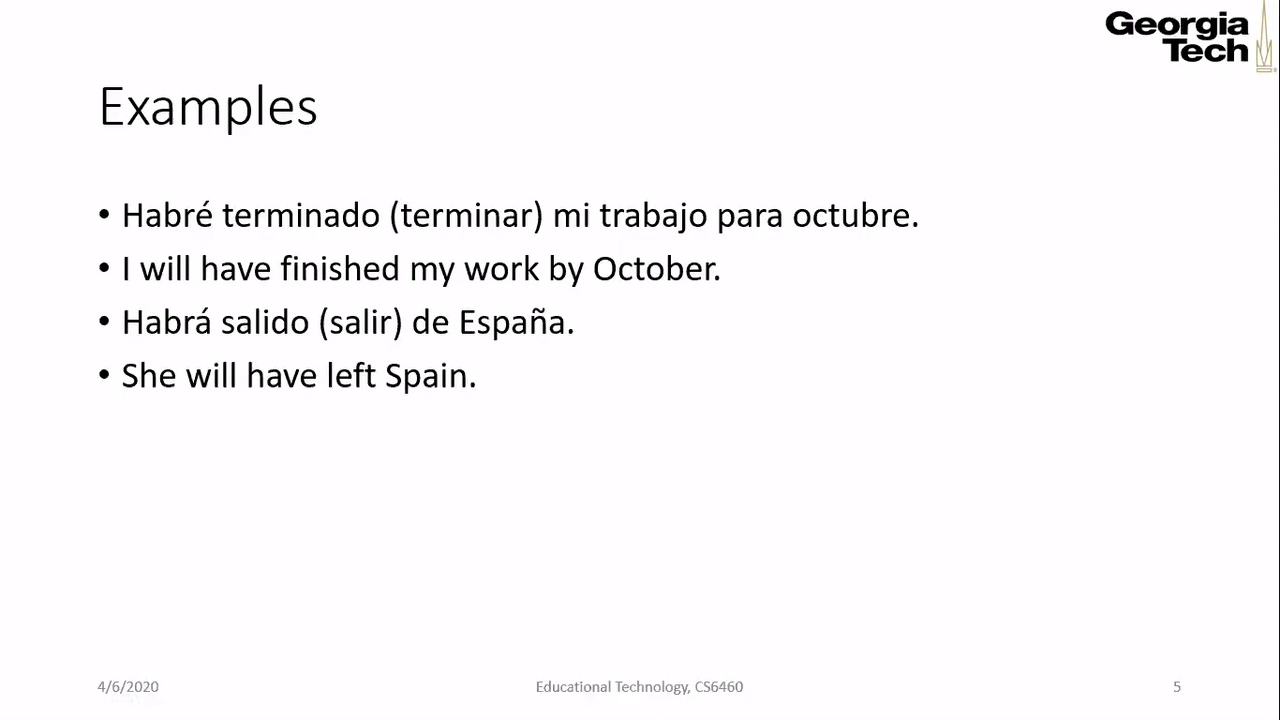 Georgia
Tech
Examples
• Habré terminado (terminar) mi trabajo para octubre.
• I will have finished my work by October.
• Habrá salido (salir) de España.
• She will have left Spain.
4/6/2020
Educational Technology, CS6460
5